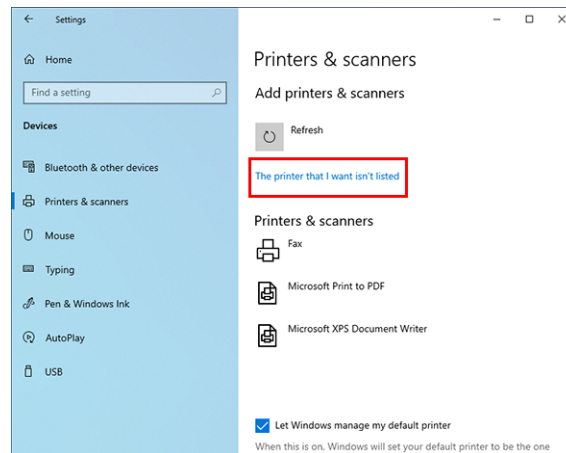 Settings
Home
Find a setting
Devices
Bluetooth & other devices
Printers & scanners
Mouse
Typing
Pen & Windows Ink
AutoPlay
USB
Printers & scanners
Add printers & scanners
Refresh
The printer that I want isn't listed
Printers & scanners
Fax
Microsoft Print to PDF
Microsoft XPS Document Writer
Let Windows manage my default printer
When this is on, Windows will set your default printer to be the one